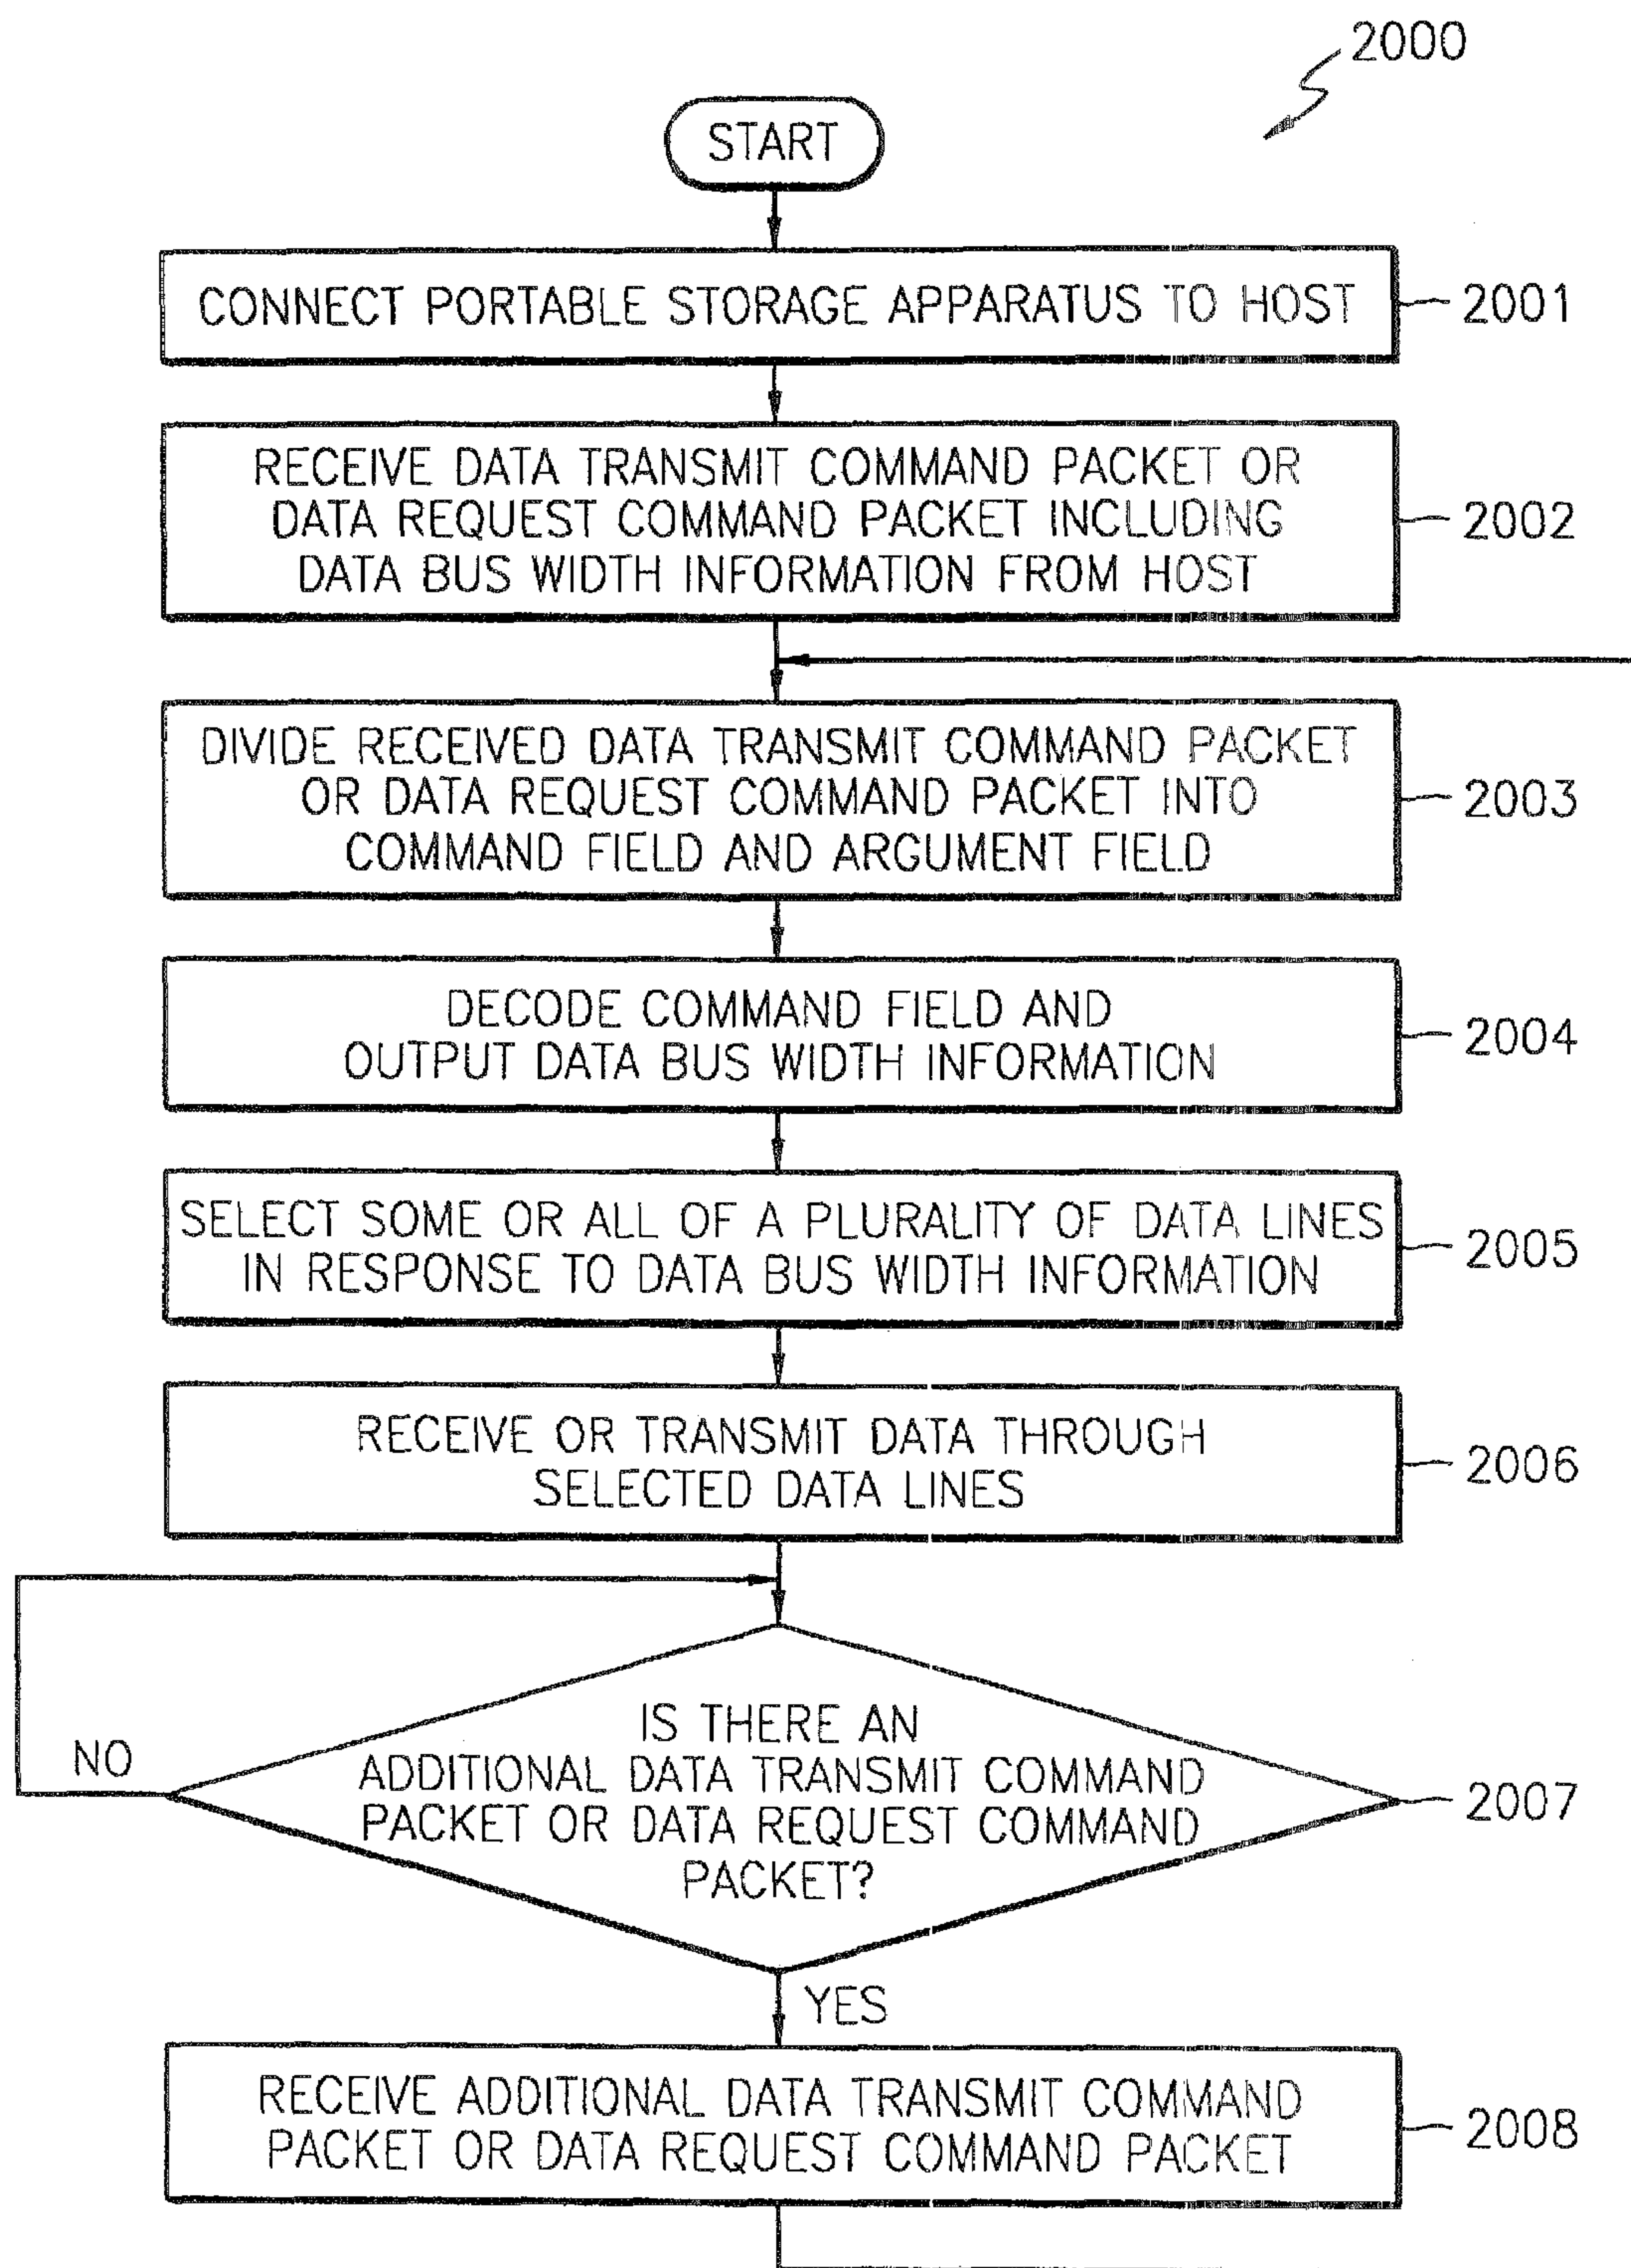 2000
START
CONNECT PORTABLE STORAGE APPARATUS TO HOST
2001
RECEIVE DATA TRANSMIT COMMAND PACKET OR
DATA REQUEST COMMAND PACKET INCLUDING
DATA BUS WIDTH INFORMATION FROM HOST
2002
DIVIDE RECEIVED DATA TRANSMIT COMMAND PACKET
OR DATA REQUEST COMMAND PACKET INTO
COMMAND FIELD AND ARGUMENT FIELD
2003
DECODE COMMAND FIELD AND
OUTPUT DATA BUS WIDTH INFORMATION
2004
SELECT SOME OR ALL OF A PLURALITY OF DATA LINES
IN RESPONSE TO DATA BUS WIDTH INFORMATION
2005
RECEIVE OR TRANSMIT DATA THROUGH
SELECTED DATA LINES
2006
NO
IS THERE AN
ADDITIONAL DATA TRANSMIT COMMAND
PACKET OR DATA REQUEST COMMAND
PACKET?
2007
YES
RECEIVE ADDITIONAL DATA TRANSMIT COMMAND
PACKET OR DATA REQUEST COMMAND PACKET
2008